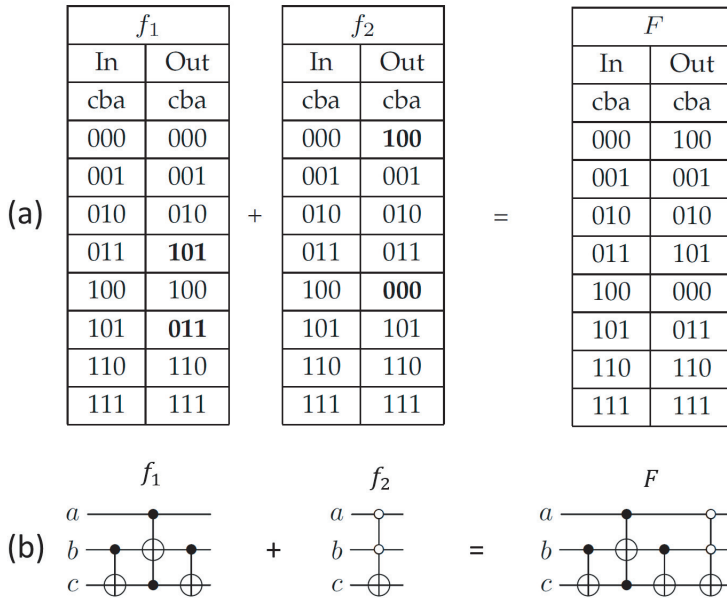 f₁ f₂ F
In Out In Out In Out
cba cba cba cba cba cba
000 000 000 100 000 100
001 001 001 001 001 001
010 010 010 010 010 010
(a) + =
011 101 011 011 011 101
100 100 100 000 100 000
101 011 101 101 101 011
110 110 110 110 110 110
111 111 111 111 111 111
f₁ f₂ F
a a a
(b) b + b = b
c c c